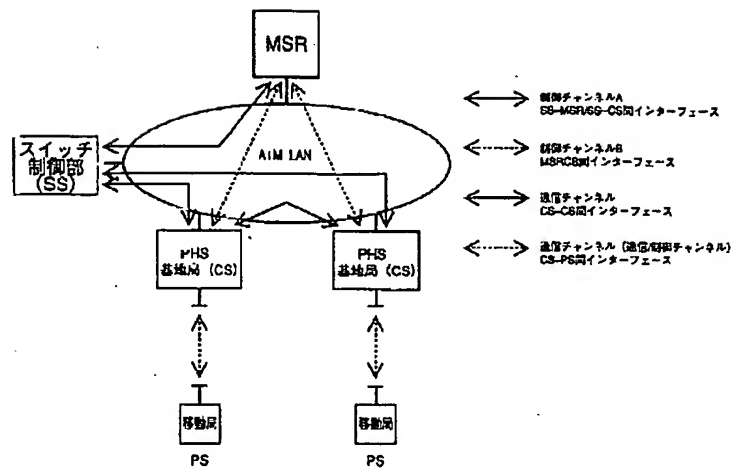 MSR
スイッチ
制御部
(SS)
ATM LAN
PHS
基地局 (CS)
PHS
基地局 (CS)
移動局
PS
移動局
PS
制御チャンネルA
SS-MSR/SS-CS間インターフェース
制御チャンネルB
MSRCS間インターフェース
通信チャンネル
CS-CS間インターフェース
通信チャンネル (通信/制御チャンネル)
CS-PS間インターフェース